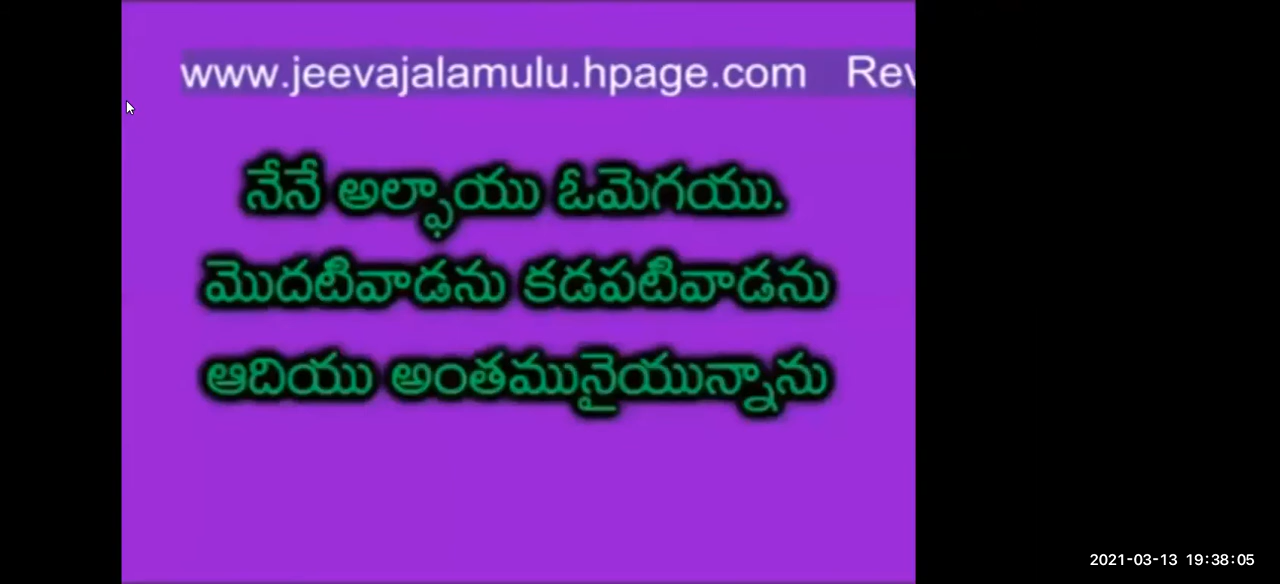 www.jeevajalamulu.hpage.com
నేనే అల్ఫాయు ఓమెగయు.
మొదటివాడను కడపటివాడను
ఆదియు అంతమునైయున్నాను
2021-03-13 19:38:05